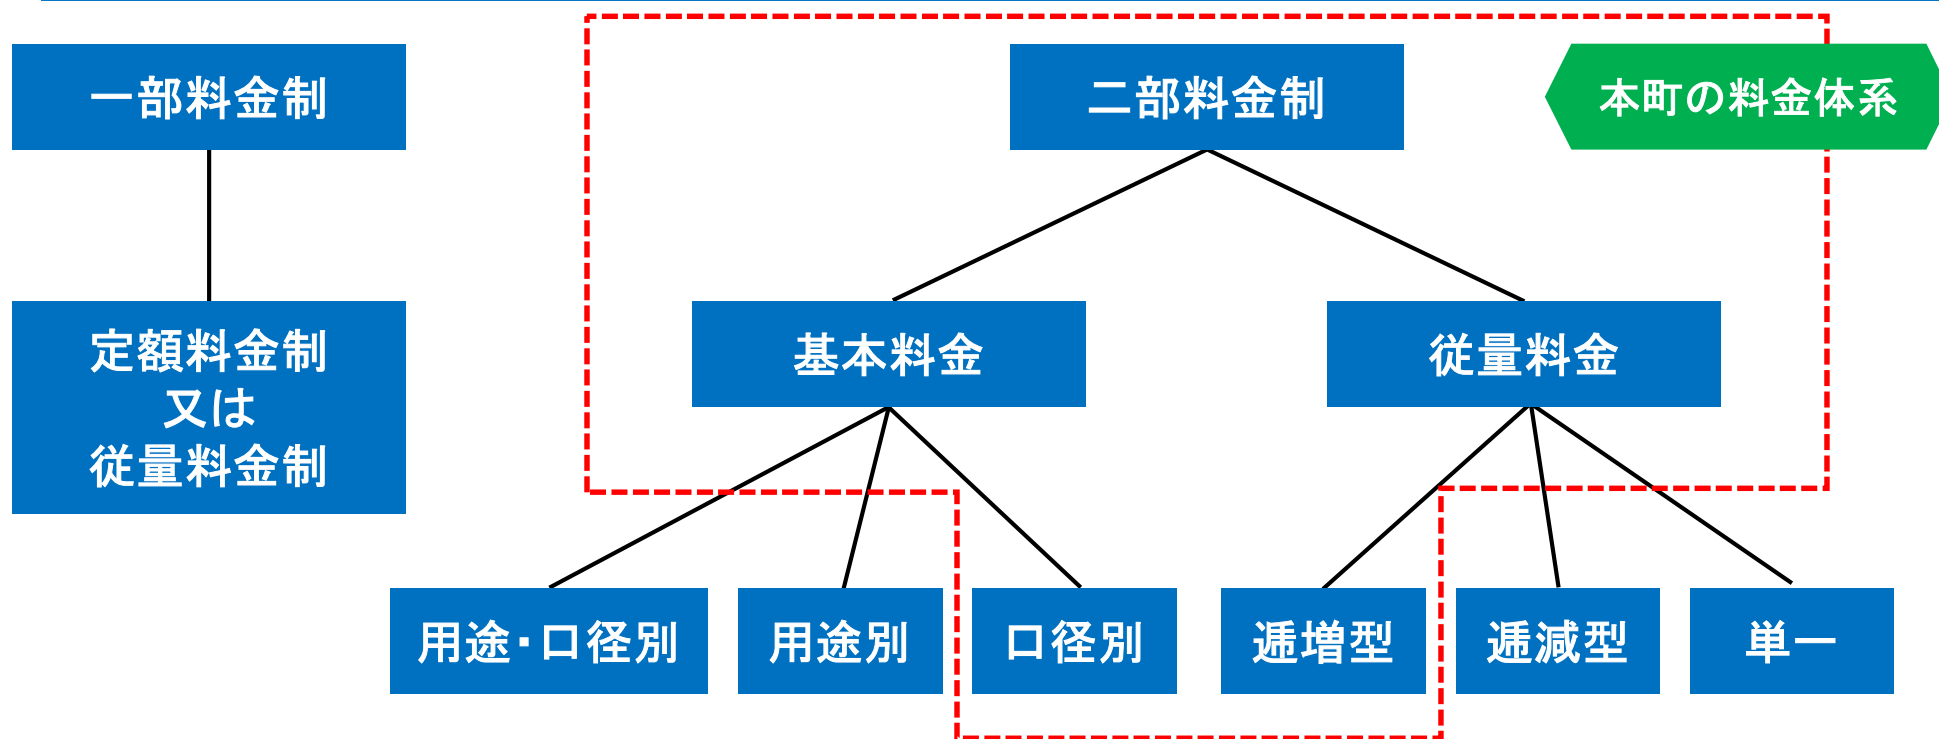 一部料金制
二部料金制
本町の料金体系
定額料金制
又は
従量料金制
基本料金
従量料金
用途・口径別
用途別
口径別
逓増型
逓減型
単一